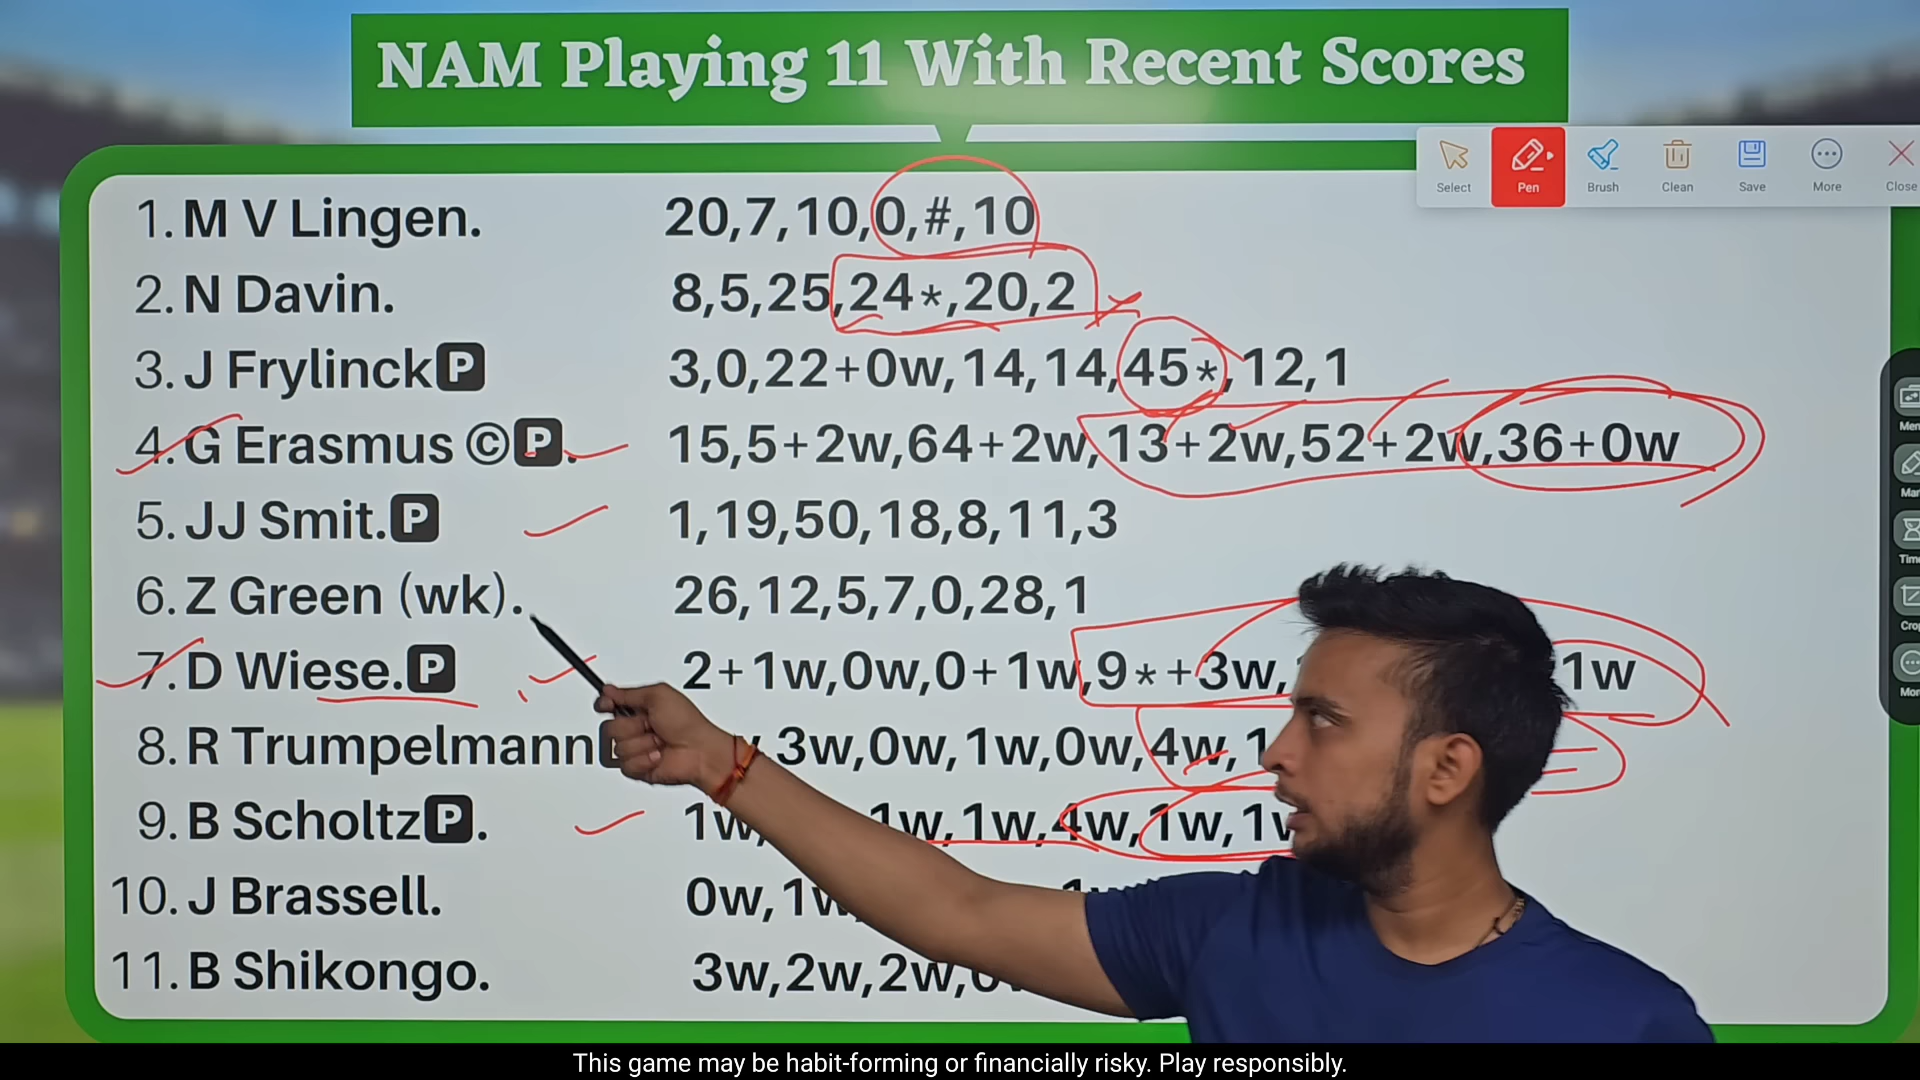 NAM Playing 11 With Recent Scores
Select Pen Brush Clean Save More Close
1. M V Lingen. 20,7,10,0,#,10
2. N Davin. 8,5,25,24*,20,2
3. J Frylinck P 3,0,22+0w,14,14,45*,12,1
4. G Erasmus © P. 15,5+2w,64+2w,13+2w,52+2w,36+0w
5. JJ Smit. P 1,19,50,18,8,11,3
6. Z Green (wk). 26,12,5,7,0,28,1
7. D Wiese. P 2+1w,0w,0+1w,9*+3w, 1w
8. R Trumpelmann 3w,0w,1w,0w,4w,1
9. B Scholtz P. 1w, 1w,1w,4w,1w,1w
10. J Brassell. 0w,1w
11. B Shikongo. 3w,2w,2w,
More
This game may be habit-forming or financially risky. Play responsibly.